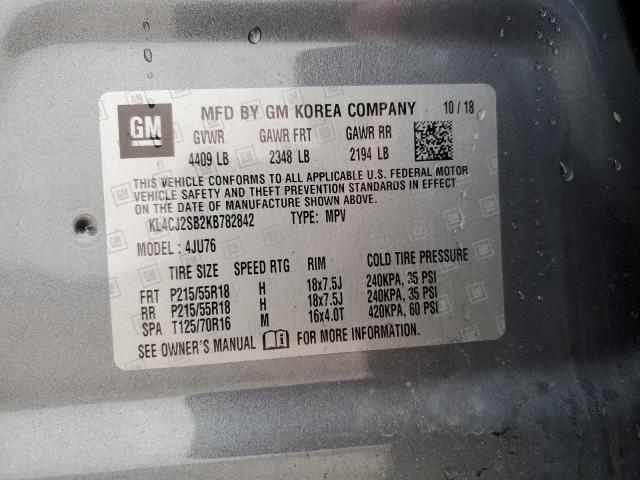 GM
MFD BY GM KOREA COMPANY 10/18
GVWR GAWR FRT GAWR RR
4409 LB 2348 LB 2194 LB
THIS VEHICLE CONFORMS TO ALL APPLICABLE U.S. FEDERAL MOTOR
VEHICLE SAFETY AND THEFT PREVENTION STANDARDS IN EFFECT
ON THE DATE OF MANUFACTURE SHOWN ABOVE.
KL4CJ2SB2KB782842 TYPE: MPV
MODEL: 4JU76
TIRE SIZE SPEED RTG RIM COLD TIRE PRESSURE
FRT P215/55R18 H 18x7.5J 240KPA, 35 PSI
RR P215/55R18 H 18x7.5J 240KPA, 35 PSI
SPA T125/70R16 M 16x4.0T 420KPA, 60 PSI
SEE OWNER'S MANUAL FOR MORE INFORMATION.